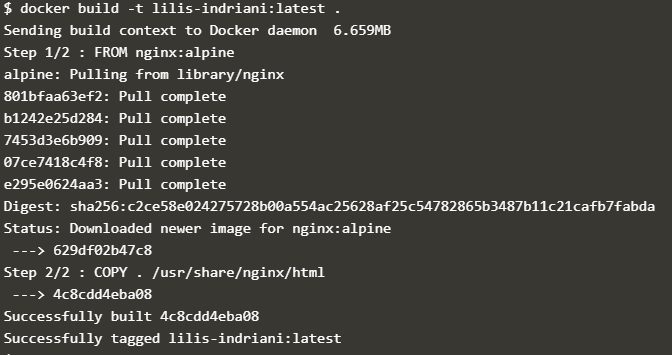 $ docker build -t lilis-indriani:latest .
Sending build context to Docker daemon  6.659MB
Step 1/2 : FROM nginx:alpine
alpine: Pulling from library/nginx
801bfaa63ef2: Pull complete
b1242e25d284: Pull complete
7453d3e6b909: Pull complete
07ce7418c4f8: Pull complete
e295e0624aa3: Pull complete
Digest: sha256:c2ce58e024275728b00a554ac25628af25c54782865b3487b11c21cafb7fabda
Status: Downloaded newer image for nginx:alpine
 ---> 629df02b47c8
Step 2/2 : COPY . /usr/share/nginx/html
 ---> 4c8cdd4eba08
Successfully built 4c8cdd4eba08
Successfully tagged lilis-indriani:latest